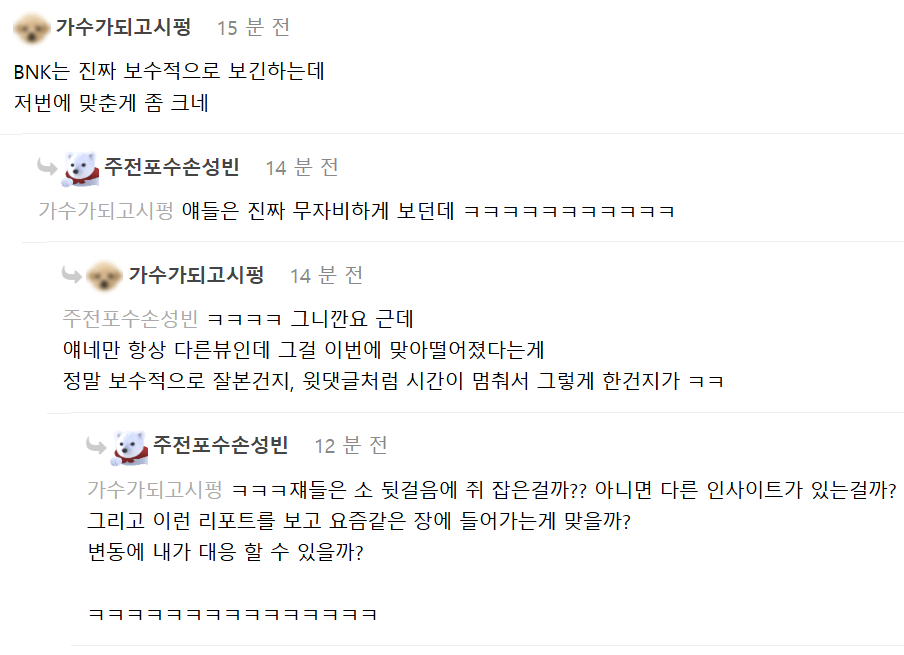 가수가되고시펑 15 분 전
BNK는 진짜 보수적으로 보긴하는데
저번에 맞춘게 좀 크네
주전포수손성빈 14 분 전
가수가되고시펑 얘들은 진짜 무자비하게 보던데 ㅋㅋㅋㅋㅋㅋㅋㅋㅋㅋㅋ
가수가되고시펑 14 분 전
주전포수손성빈 ㅋㅋㅋㅋ 그니깐요 근데
얘네만 항상 다른뷰인데 그걸 이번에 맞아떨어졌다는게
정말 보수적으로 잘본건지, 윗댓글처럼 시간이 멈춰서 그렇게 한건지가 ㅋㅋ
주전포수손성빈 12 분 전
가수가되고시펑 ㅋㅋㅋ쟤들은 소 뒷걸음에 쥐 잡은걸까?? 아니면 다른 인사이트가 있는걸까?
그리고 이런 리포트를 보고 요즘같은 장에 들어가는게 맞을까?
변동에 내가 대응 할 수 있을까?
ㅋㅋㅋㅋㅋㅋㅋㅋㅋㅋㅋㅋㅋㅋㅋ